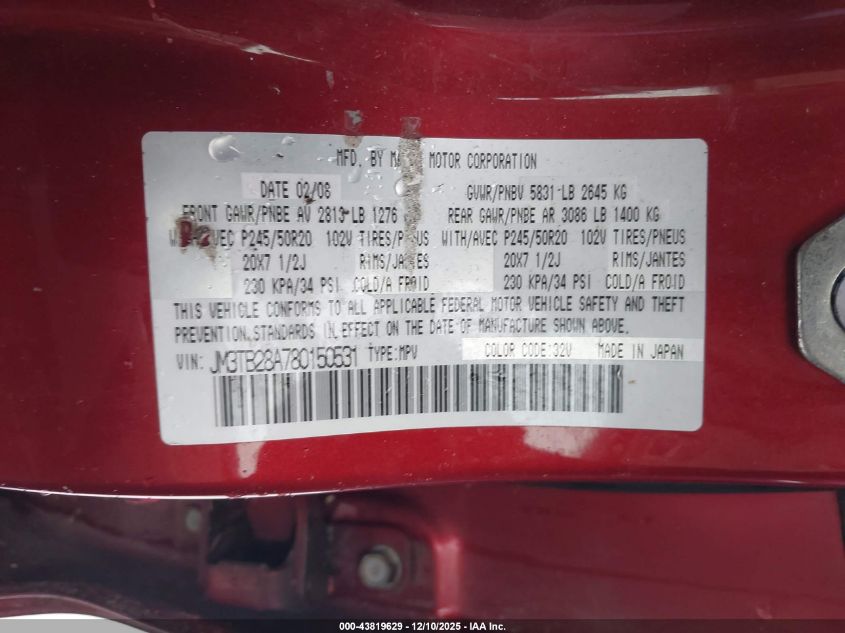 MFD. BY MOTOR CORPORATION
DATE 02/08 GVWR/PNBV 5831 LB 2645 KG
FRONT GAWR/PNBE AV 2813 LB 1276 REAR GAWR/PNBE AR 3086 LB 1400 KG
WITH/AVEC P245/50R20 102V TIRES/PNEUS WITH/AVEC P245/50R20 102V TIRES/PNEUS
20X7 1/2J RIMS/JANTES 20X7 1/2J RIMS/JANTES
230 KPA/34 PSI COLD/A FROID 230 KPA/34 PSI COLD/A FROID
THIS VEHICLE CONFORMS TO ALL APPLICABLE FEDERAL MOTOR VEHICLE SAFETY AND THEFT
PREVENTION STANDARDS IN EFFECT ON THE DATE OF MANUFACTURE SHOWN ABOVE.
VIN: JM3TB28A780150531 TYPE: MPV COLOR CODE: 32V MADE IN JAPAN
000-43819629 - 12/10/2025 - IAA Inc.